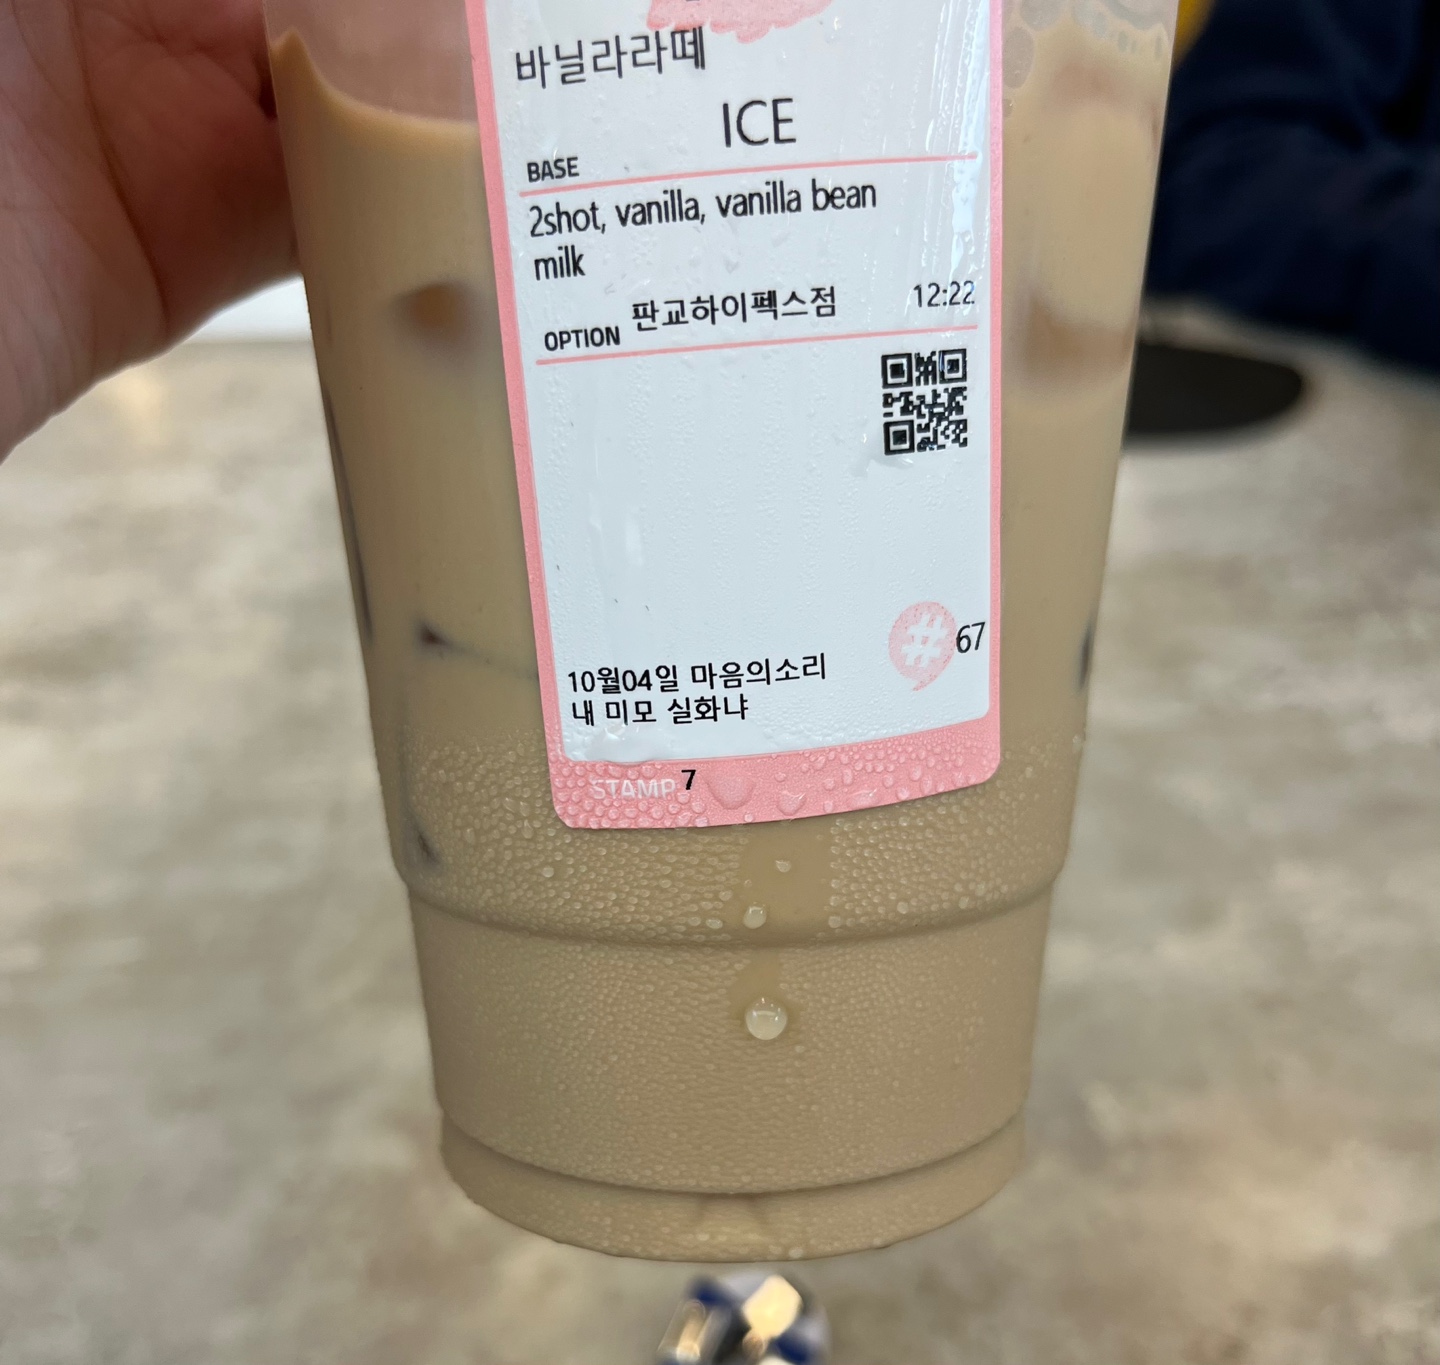 바닐라라떼
ICE
BASE
2shot, vanilla, vanilla bean
milk
OPTION 판교하이펙스점 12:22
# 67
10월04일 마음의소리
내 미모 실화냐
STAMP 7